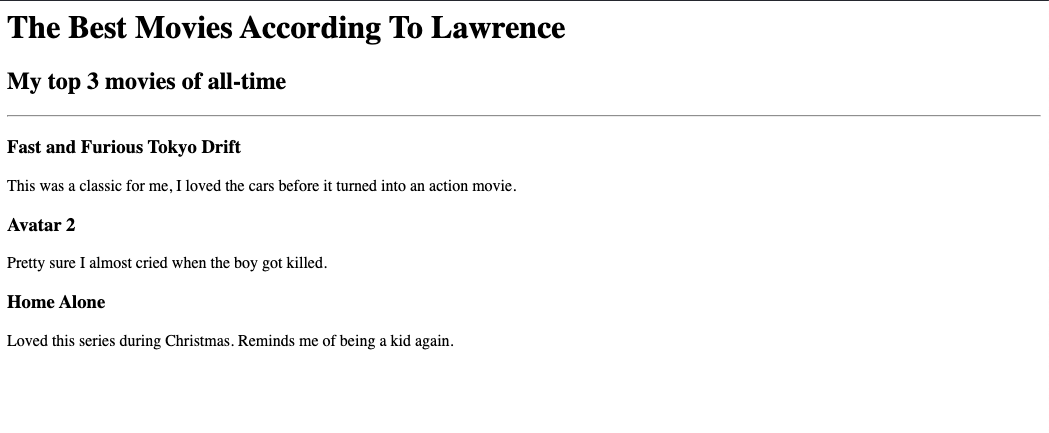 The Best Movies According To Lawrence
My top 3 movies of all-time
Fast and Furious Tokyo Drift
This was a classic for me, I loved the cars before it turned into an action movie.
Avatar 2
Pretty sure I almost cried when the boy got killed.
Home Alone
Loved this series during Christmas. Reminds me of being a kid again.